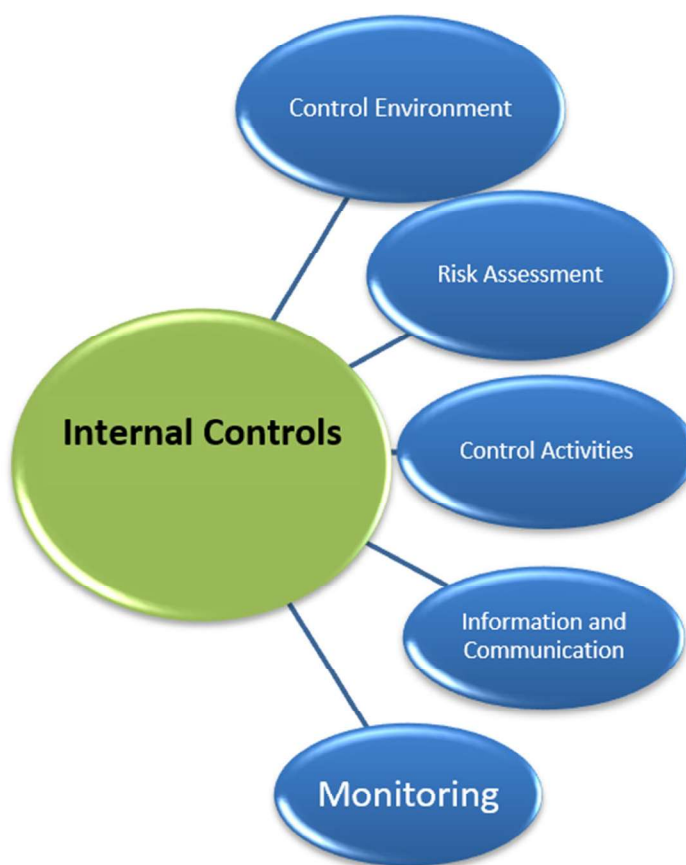 Control Environment
Risk Assessment
Internal Controls
Control Activities
Information and
Communication
Monitoring